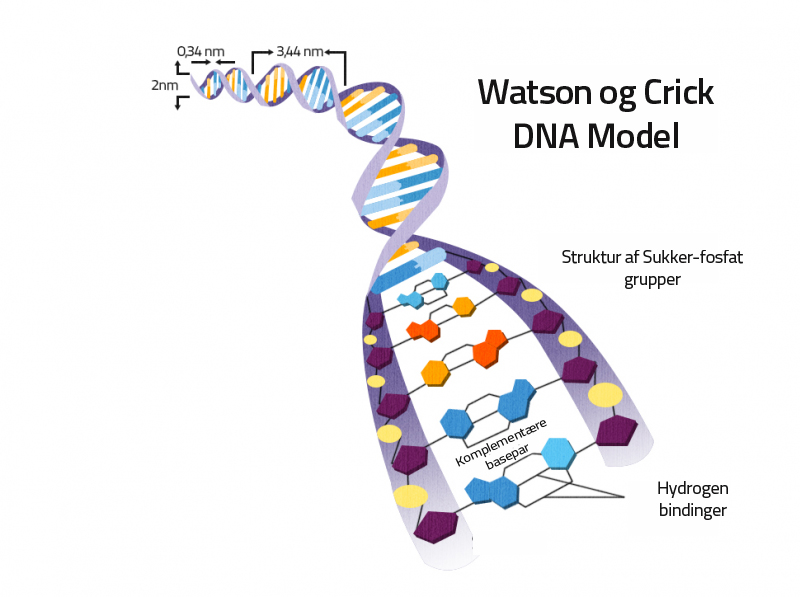 0,34 nm
3,44 nm
2nm
Watson og Crick
DNA Model
Struktur af Sukker-fosfat
grupper
Komplementære
basepar
Hydrogen
bindinger